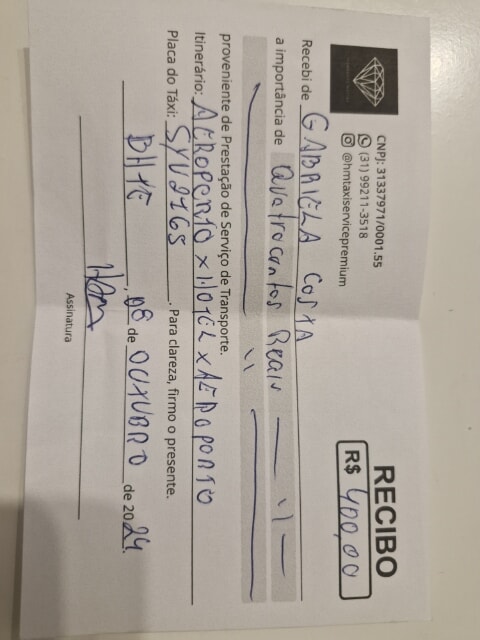 RECIBO
CNPJ: 31337971/0001.55
(31) 99211-3518
@hmtaxiservicepremium
R$ 400,00
Recebi de GABRIELA COSTA
a importância de Quatrocentos Reais
proveniente de Prestação de Serviço de Transporte.
Itinerário: AEROPORTO X HOTEL X AEROPORTO
Placa do Táxi: SYV2I65. Para clareza, firmo o presente.
BHTE, 08 de OUTUBRO de 2024.
Assinatura